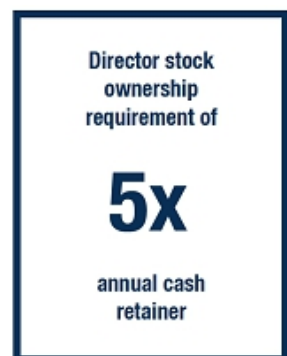 Director stock
ownership
requirement of
5x
annual cash
retainer